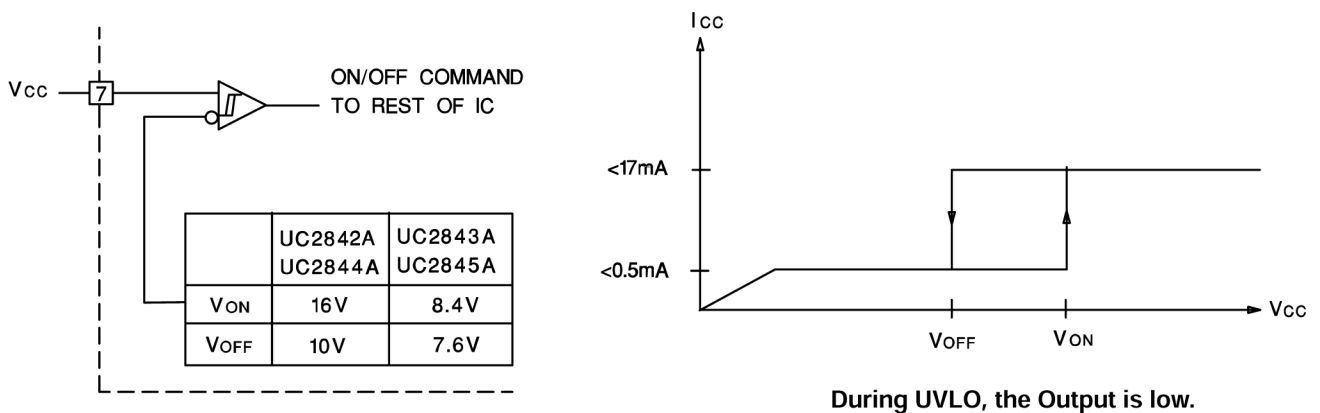 Vcc
7
ON/OFF COMMAND
TO REST OF IC
UC2842A UC2843A
UC2844A UC2845A
VON 16V 8.4V
VOFF 10V 7.6V
Icc
<17mA
<0.5mA
VOFF VON
Vcc
During UVLO, the Output is low.